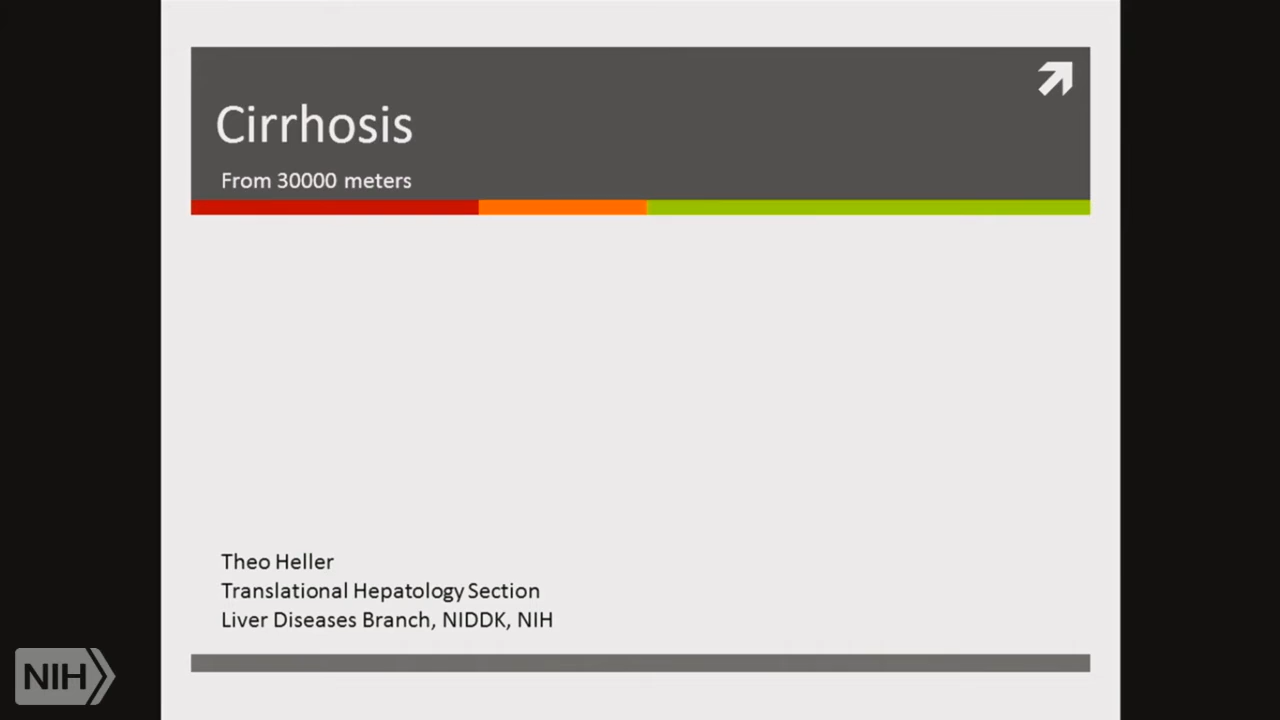 Cirrhosis
From 30000 meters
Theo Heller
Translational Hepatology Section
Liver Diseases Branch, NIDDK, NIH
NIH